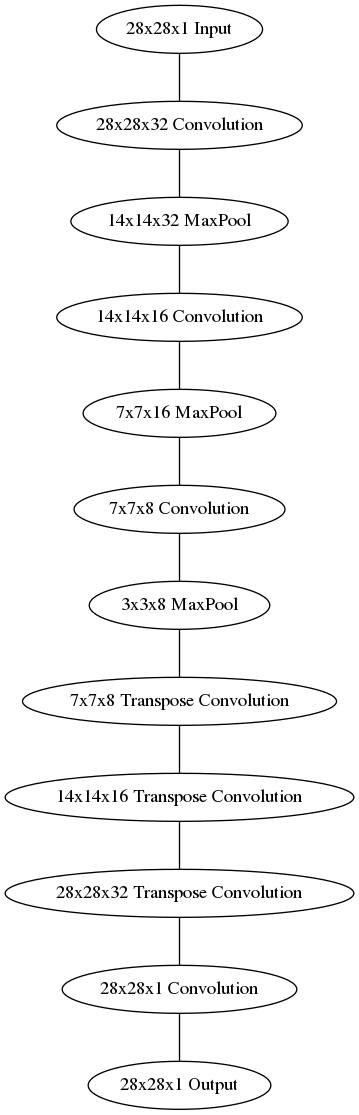 28x28x1 Input
28x28x32 Convolution
14x14x32 MaxPool
14x14x16 Convolution
7x7x16 MaxPool
7x7x8 Convolution
3x3x8 MaxPool
7x7x8 Transpose Convolution
14x14x16 Transpose Convolution
28x28x32 Transpose Convolution
28x28x1 Convolution
28x28x1 Output